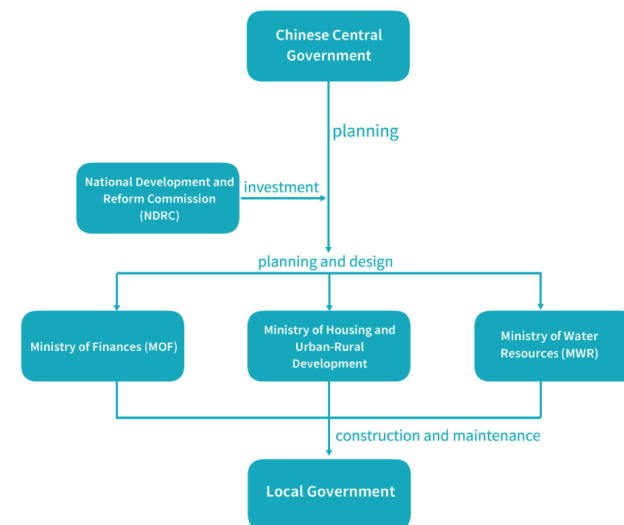 Chinese Central
Government
planning
National Development and
Reform Commission
(NDRC)
investment
planning and design
Ministry of Finances (MOF)
Ministry of Housing and
Urban-Rural
Development
Ministry of Water
Resources (MWR)
construction and maintenance
Local Government